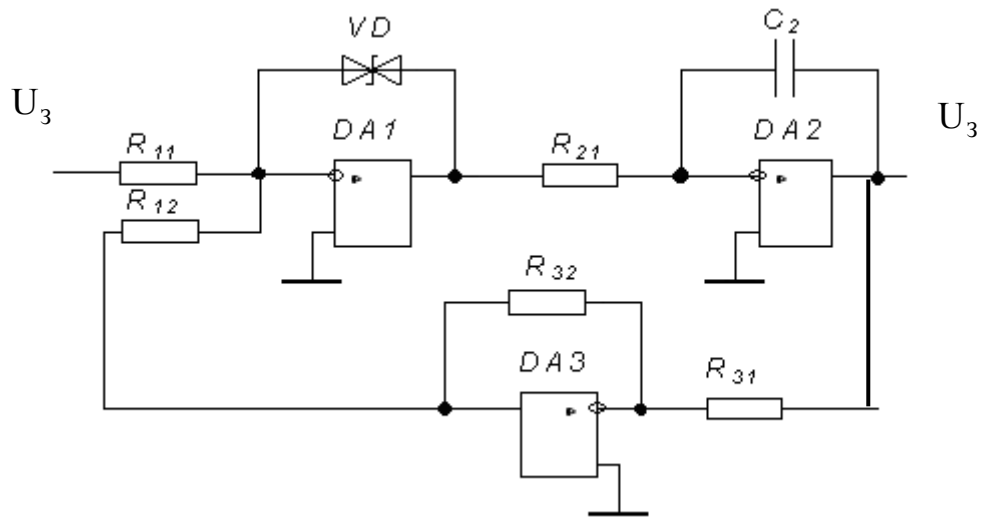 VD
C₂
U₃
U₃
DA1
DA2
R₁₁
R₂₁
R₁₂
R₃₂
DA3
R₃₁